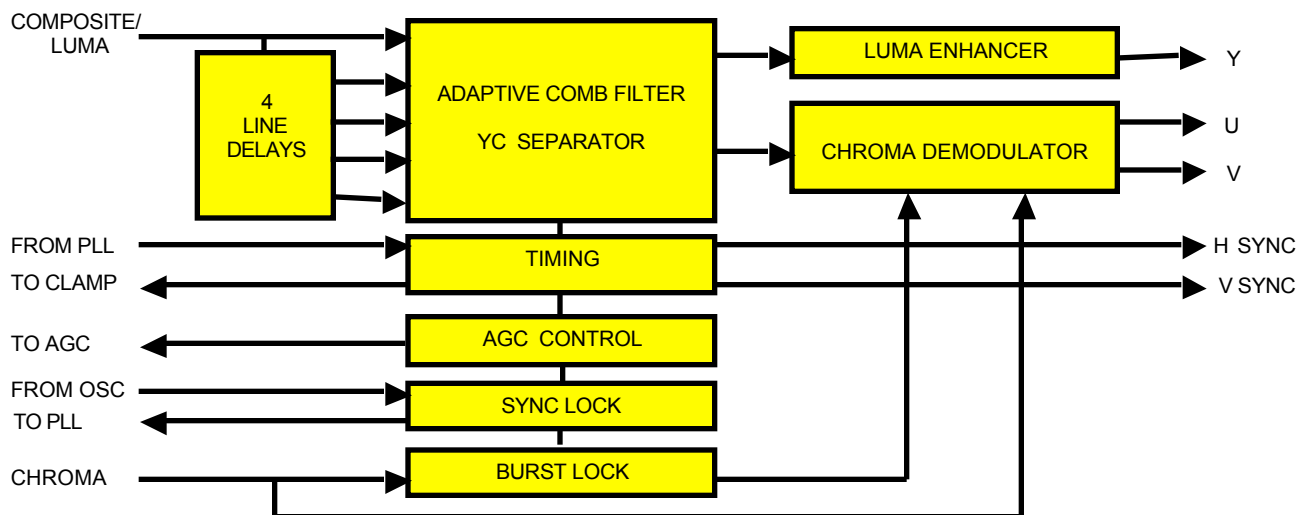 COMPOSITE/
LUMA
4
LINE
DELAYS
ADAPTIVE COMB FILTER
YC SEPARATOR
LUMA ENHANCER
Y
CHROMA DEMODULATOR
U
V
FROM PLL
TIMING
H SYNC
TO CLAMP
V SYNC
TO AGC
AGC CONTROL
FROM OSC
SYNC LOCK
TO PLL
CHROMA
BURST LOCK